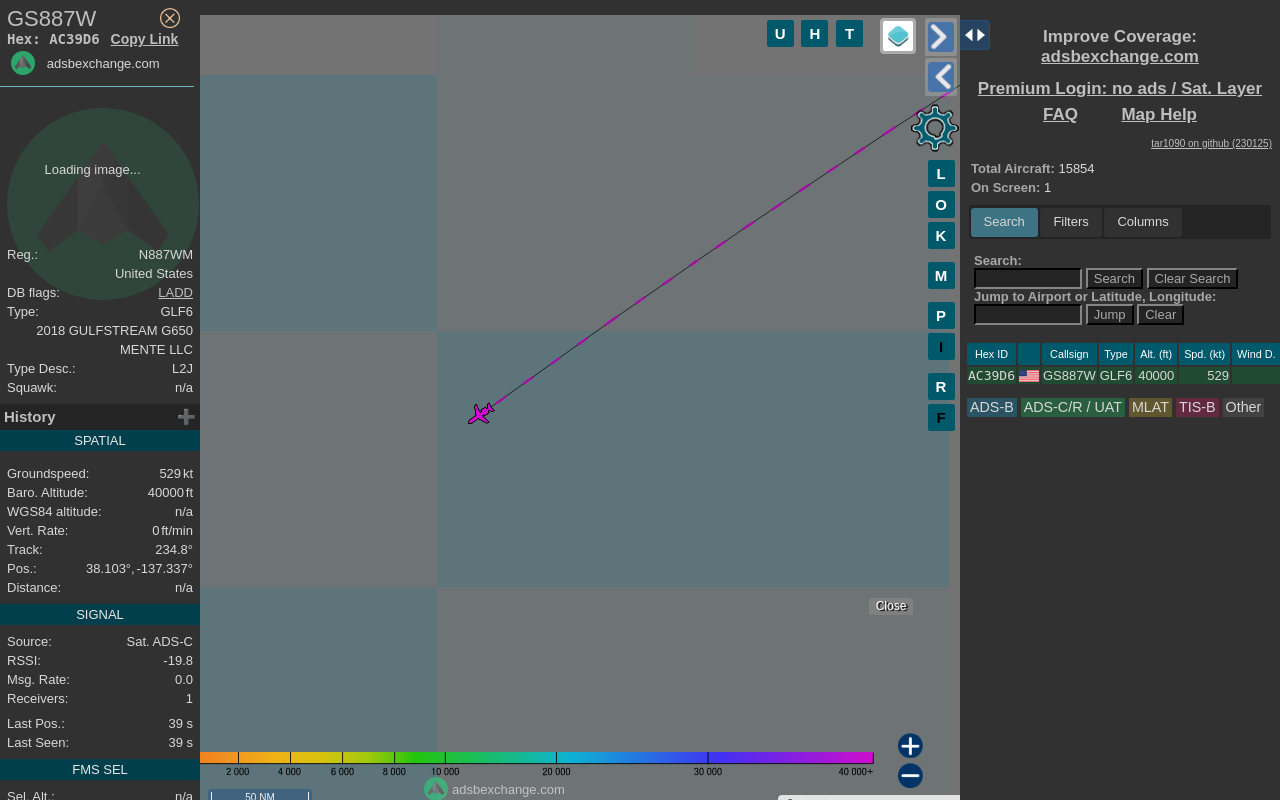 GS887W
Hex: AC39D6 Copy Link
adsbexchange.com
Loading image...
Reg.: N887WM
United States
DB flags: LADD
Type: GLF6
2018 GULFSTREAM G650
MENTE LLC
Type Desc.: L2J
Squawk: n/a
History
SPATIAL
Groundspeed: 529 kt
Baro. Altitude: 40000 ft
WGS84 altitude: n/a
Vert. Rate: 0 ft/min
Track: 234.8°
Pos.: 38.103°, -137.337°
Distance: n/a
SIGNAL
Source: Sat. ADS-C
RSSI: -19.8
Msg. Rate: 0.0
Receivers: 1
Last Pos.: 39 s
Last Seen: 39 s
FMS SEL
Sel. Alt.: n/a
U H T
L
O
K
M
P
I
R
F
Close
2 000 4 000 6 000 8 000 10 000 20 000 30 000 40 000+
adsbexchange.com
50 NM
Improve Coverage:
adsbexchange.com
Premium Login: no ads / Sat. Layer
FAQ Map Help
tar1090 on github (230125)
Total Aircraft: 15854
On Screen: 1
Search Filters Columns
Search:
Search Clear Search
Jump to Airport or Latitude, Longitude:
Jump Clear
Hex ID Callsign Type Alt. (ft) Spd. (kt) Wind D.
AC39D6 GS887W GLF6 40000 529
ADS-B ADS-C/R / UAT MLAT TIS-B Other